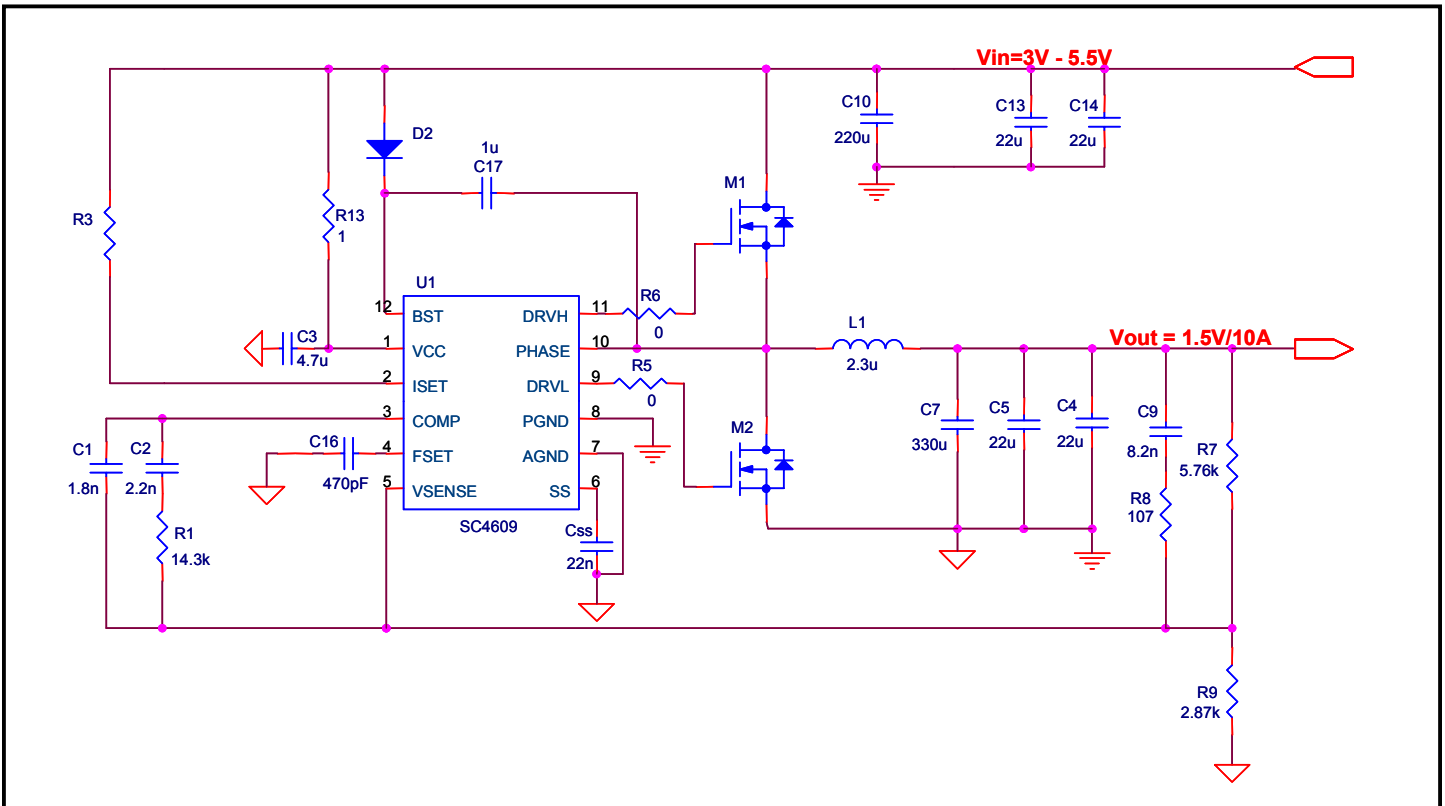 Vin=3V - 5.5V
C10
220u
C13
22u
C14
22u
D2
1u
C17
M1
R3
R13
1
U1
12
BST
DRVH
11
R6
0
C3
4.7u
1
VCC
PHASE
10
L1
2.3u
Vout = 1.5V/10A
2
ISET
DRVL
9
R5
0
3
COMP
PGND
8
M2
C7
330u
C5
22u
C4
22u
C9
8.2n
R7
5.76k
C1
1.8n
C2
2.2n
C16
470pF
4
FSET
AGND
7
5
VSENSE
SS
6
R8
107
SC4609
R1
14.3k
Css
22n
R9
2.87k